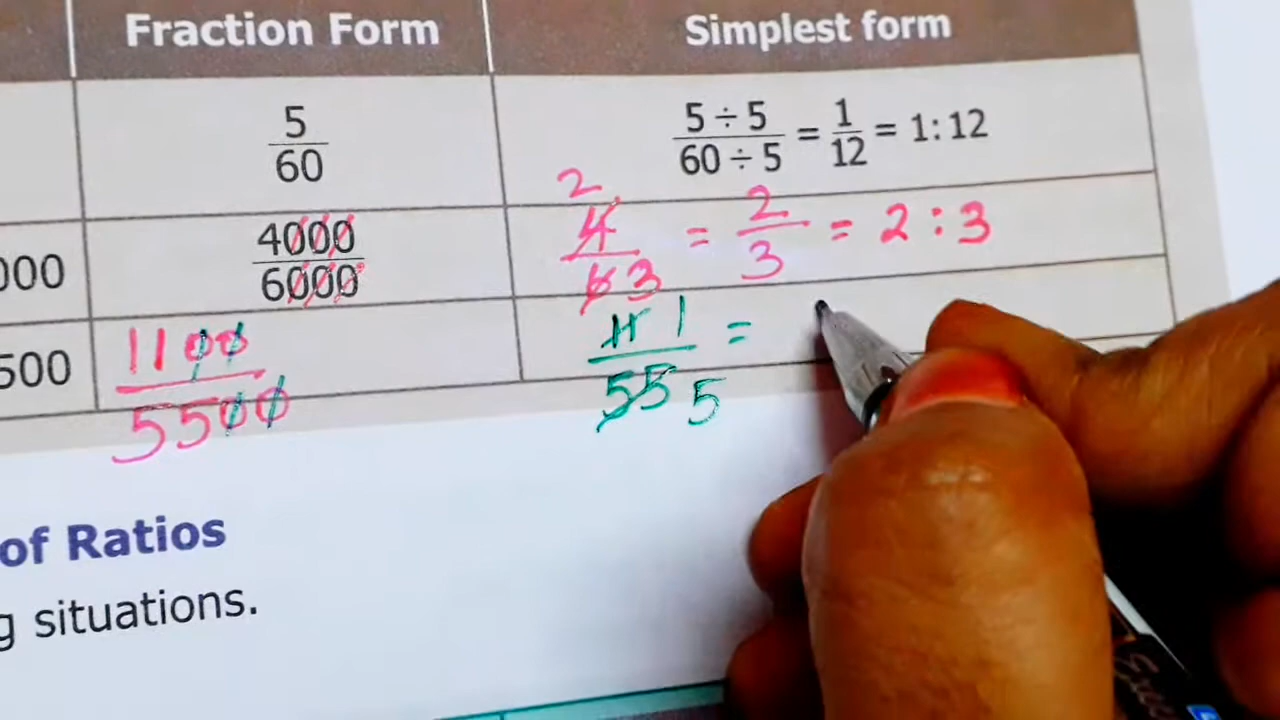 Fraction Form Simplest form
5/60 5 ÷ 5/60 ÷ 5 = 1/12 = 1:12
000 4000/6000 2 4/6 3 = 2/3 = 2:3
500 1100/5500 11 1/55 5 =
of Ratios
g situations.